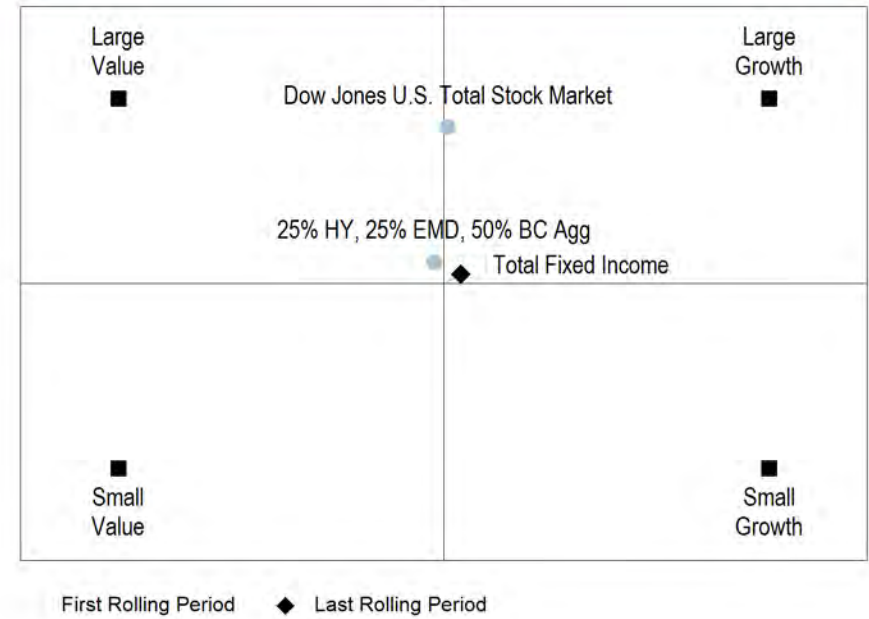 Large
Value
Large
Growth
Dow Jones U.S. Total Stock Market
25% HY, 25% EMD, 50% BC Agg
Total Fixed Income
Small
Value
Small
Growth
First Rolling Period
Last Rolling Period